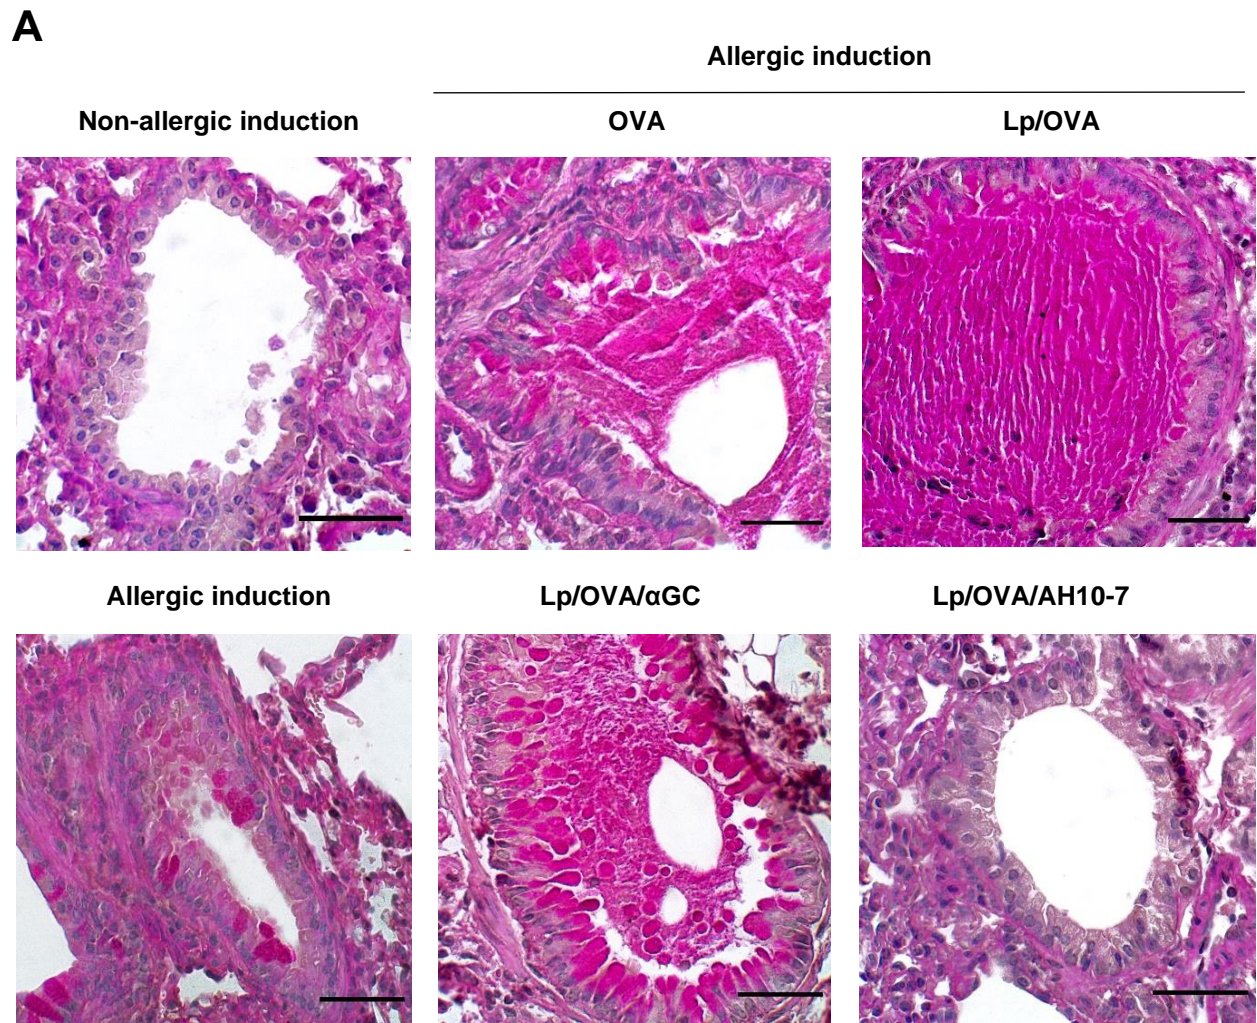 A
Allergic induction
Non-allergic induction
OVA
Lp/OVA
Allergic induction
Lp/OVA/αGC
Lp/OVA/AH10-7